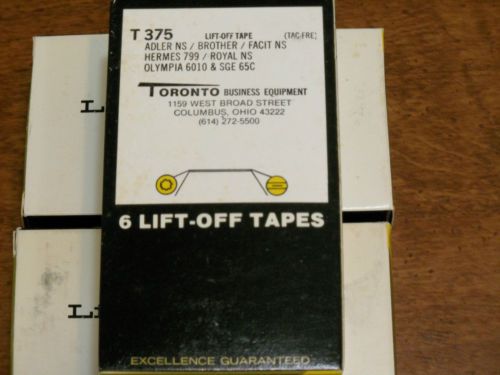 T 375 LIFT-OFF TAPE (TAC-FRE)
ADLER NS / BROTHER / FACIT NS
HERMES 799 / ROYAL NS
OLYMPIA 6010 & SGE 65C
TORONTO BUSINESS EQUIPMENT
1159 WEST BROAD STREET
COLUMBUS, OHIO 43222
(614) 272-5500
6 LIFT-OFF TAPES
EXCELLENCE GUARANTEED